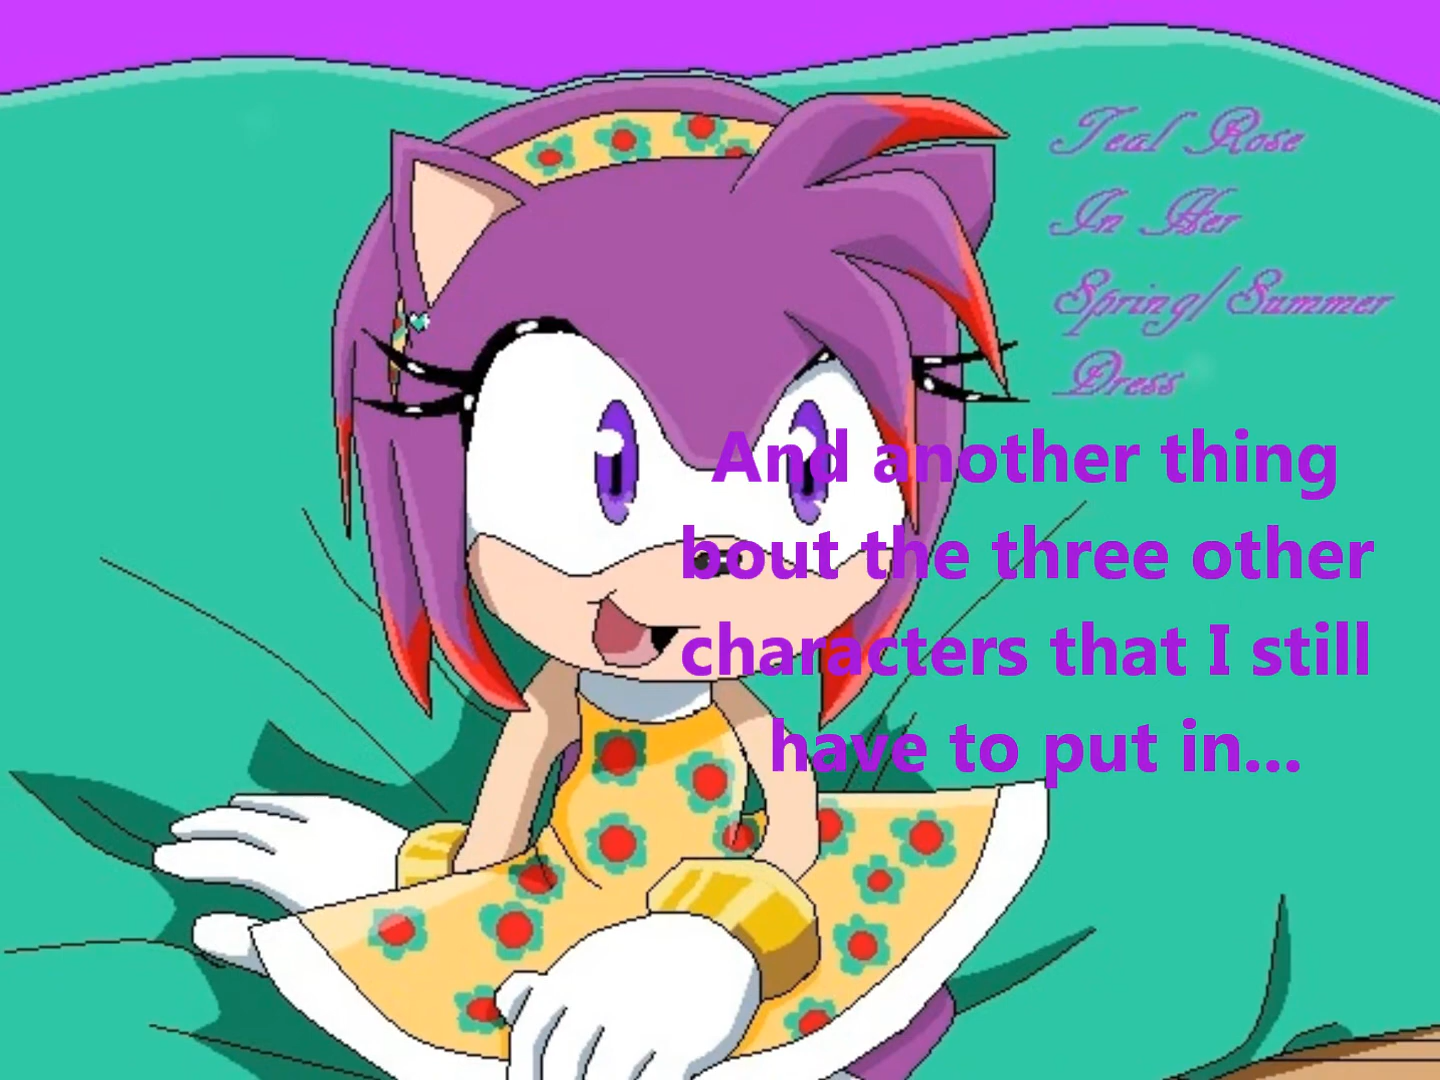 Teal Rose
In Her
Spring/Summer
Dress
And another thing
bout the three other
characters that I still
have to put in...